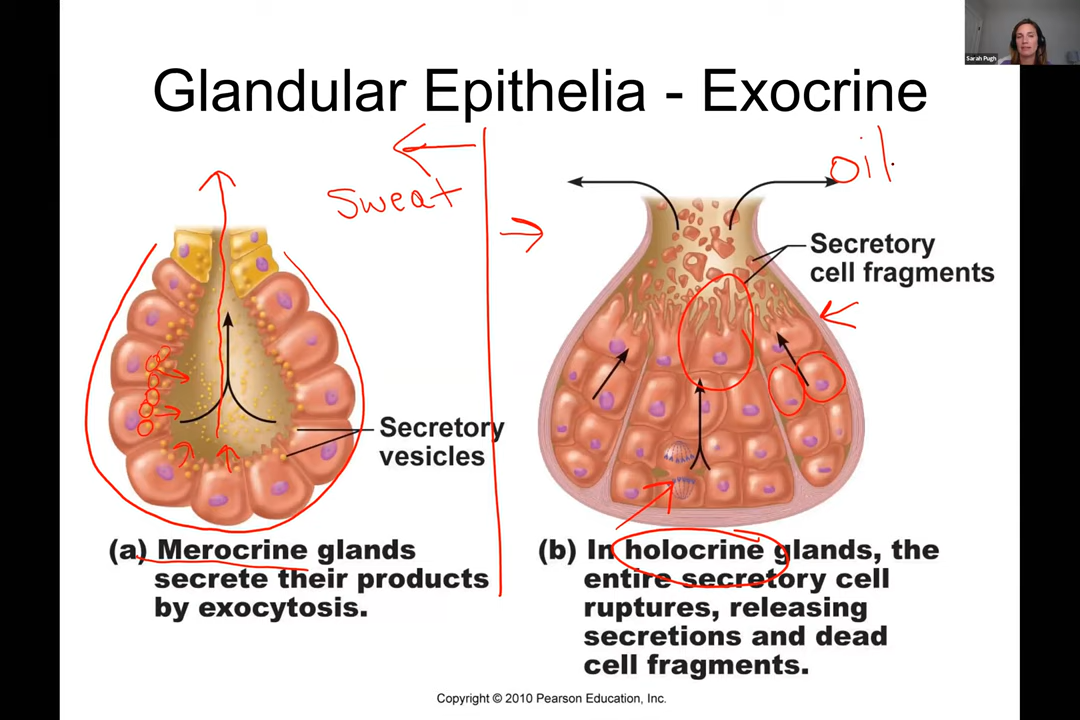 Sarah Pugh
Glandular Epithelia - Exocrine
sweat
oil
Secretory
cell fragments
Secretory
vesicles
(a) Merocrine glands
secrete their products
by exocytosis.
(b) In holocrine glands, the
entire secretory cell
ruptures, releasing
secretions and dead
cell fragments.
Copyright © 2010 Pearson Education, Inc.